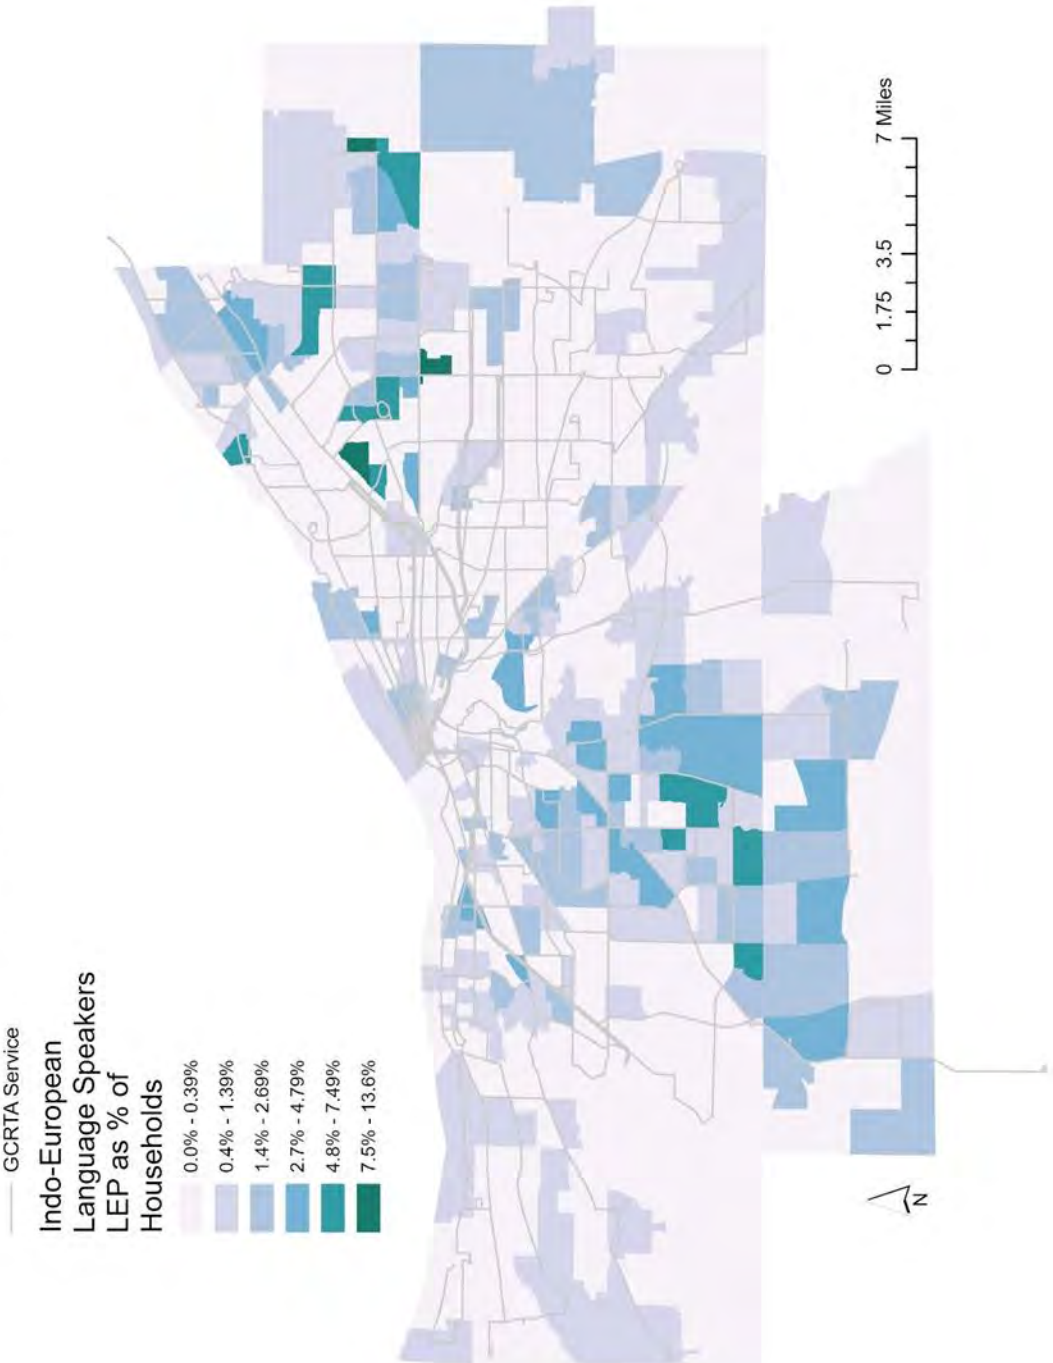 GCRTA Service
Indo-European
Language Speakers
LEP as % of
Households
0.0% - 0.39%
0.4% - 1.39%
1.4% - 2.69%
2.7% - 4.79%
4.8% - 7.49%
7.5% - 13.6%
N
0 1.75 3.5 7 Miles